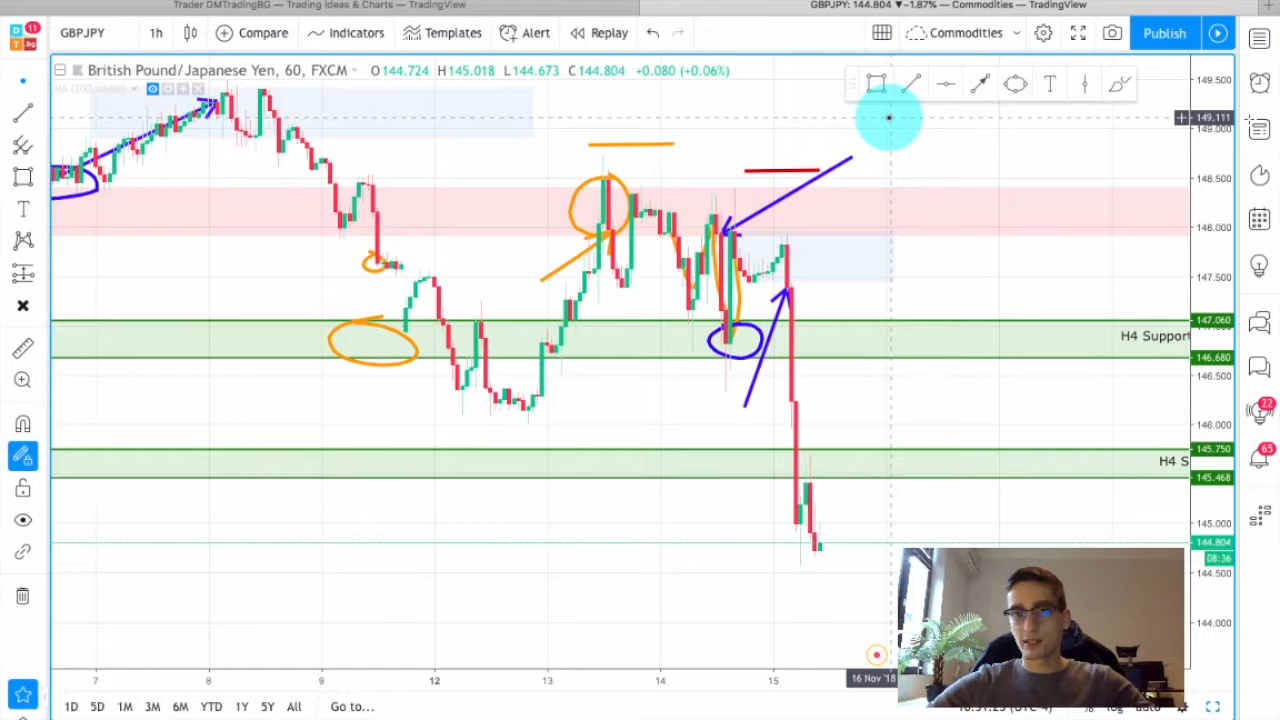 Trader DMTradingBG — Trading Ideas & Charts — TradingView
GBPJPY: 144.804 ▼−1.87% — Commodities — TradingView
11
GBPJPY 1h Compare Indicators Templates Alert Replay Commodities Publish
British Pound/Japanese Yen, 60, FXCM O144.724 H145.018 L144.673 C144.804 +0.080 (+0.06%)
149.500
149.111
149.000
148.500
148.000
147.500
147.060
H4 Support
146.680
146.500
146.000
145.750
H4 S
145.468
145.000
144.804
08:36
144.500
144.000
22
65
7 8 9 12 13 14 15 16 Nov '18
1D 5D 1M 3M 6M YTD 1Y 5Y All Go to... % log auto